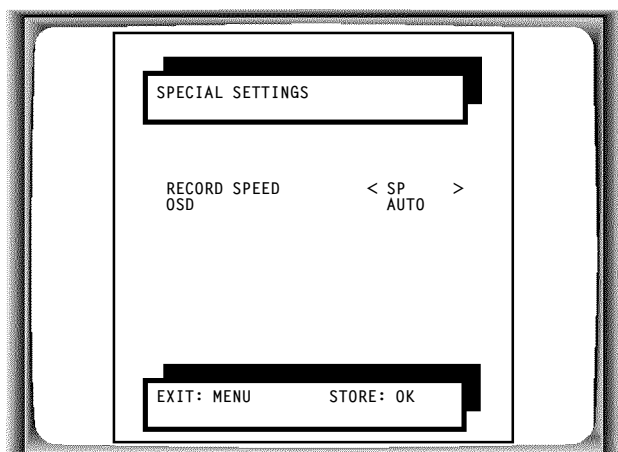 SPECIAL SETTINGS
RECORD SPEED < SP >
OSD AUTO
EXIT: MENU STORE: OK